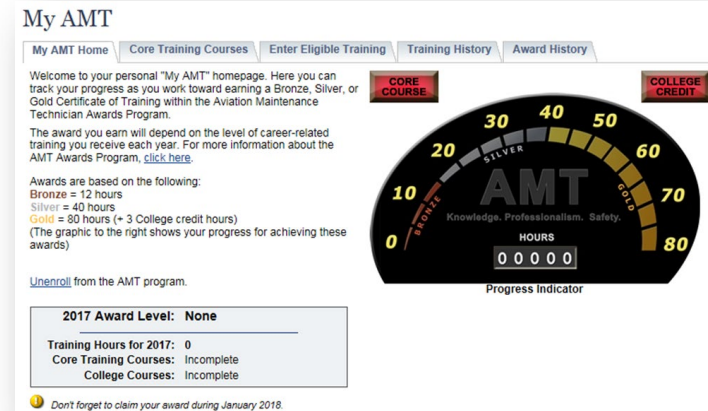 My AMT
My AMT Home
Core Training Courses
Enter Eligible Training
Training History
Award History
Welcome to your personal "My AMT" homepage. Here you can
track your progress as you work toward earning a Bronze, Silver, or
Gold Certificate of Training within the Aviation Maintenance
Technician Awards Program.
The award you earn will depend on the level of career-related
training you receive each year. For more information about the
AMT Awards Program, click here.
Awards are based on the following:
Bronze = 12 hours
Silver = 40 hours
Gold = 80 hours (+ 3 College credit hours)
(The graphic to the right shows your progress for achieving these
awards)
Unenroll from the AMT program.
2017 Award Level: None
Training Hours for 2017: 0
Core Training Courses: Incomplete
College Courses: Incomplete
Don't forget to claim your award during January 2018.
CORE
COURSE
COLLEGE
CREDIT
0
10
20
30
40
50
60
70
80
BRONZE
SILVER
GOLD
AMT
Knowledge. Professionalism. Safety.
HOURS
00000
Progress Indicator